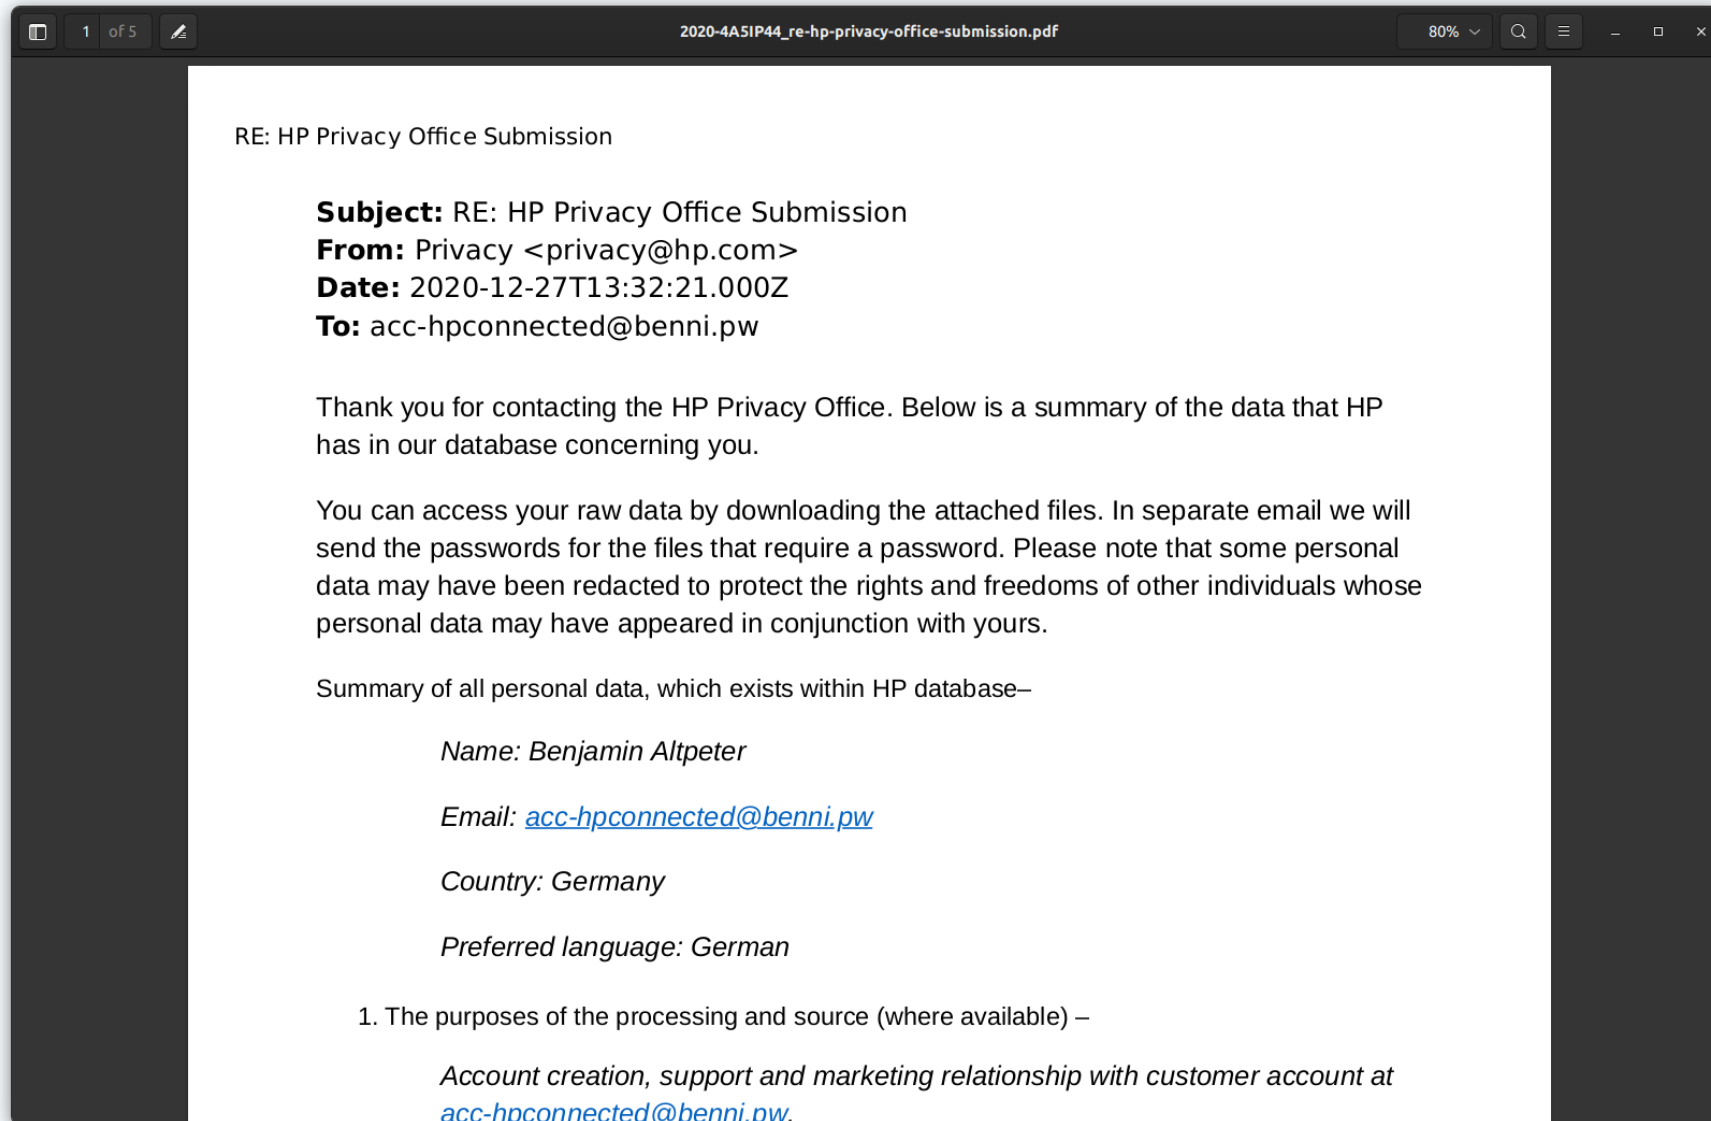 1 of 5
2020-4A5IP44_re-hp-privacy-office-submission.pdf
80%
RE: HP Privacy Office Submission
Subject: RE: HP Privacy Office Submission
From: Privacy <privacy@hp.com>
Date: 2020-12-27T13:32:21.000Z
To: acc-hpconnected@benni.pw
Thank you for contacting the HP Privacy Office. Below is a summary of the data that HP
has in our database concerning you.
You can access your raw data by downloading the attached files. In separate email we will
send the passwords for the files that require a password. Please note that some personal
data may have been redacted to protect the rights and freedoms of other individuals whose
personal data may have appeared in conjunction with yours.
Summary of all personal data, which exists within HP database–
Name: Benjamin Altpeter
Email: acc-hpconnected@benni.pw
Country: Germany
Preferred language: German
1. The purposes of the processing and source (where available) –
Account creation, support and marketing relationship with customer account at
acc-hpconnected@benni.pw.